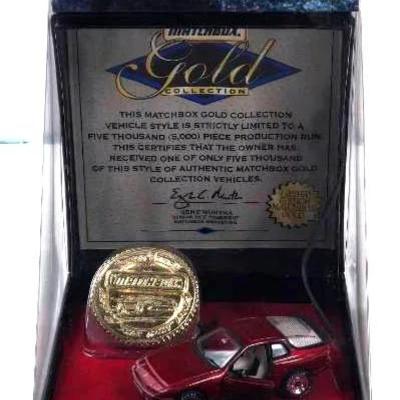 MATCHBOX
Gold
COLLECTION
THIS MATCHBOX GOLD COLLECTION
VEHICLE STYLE IS STRICTLY LIMITED TO A
FIVE THOUSAND (5,000) PIECE PRODUCTION RUN
THIS CERTIFIES THAT THE OWNER HAS
RECEIVED ONE OF ONLY FIVE THOUSAND
OF THIS STYLE OF AUTHENTIC MATCHBOX GOLD
COLLECTION VEHICLES.
MATCHBOX